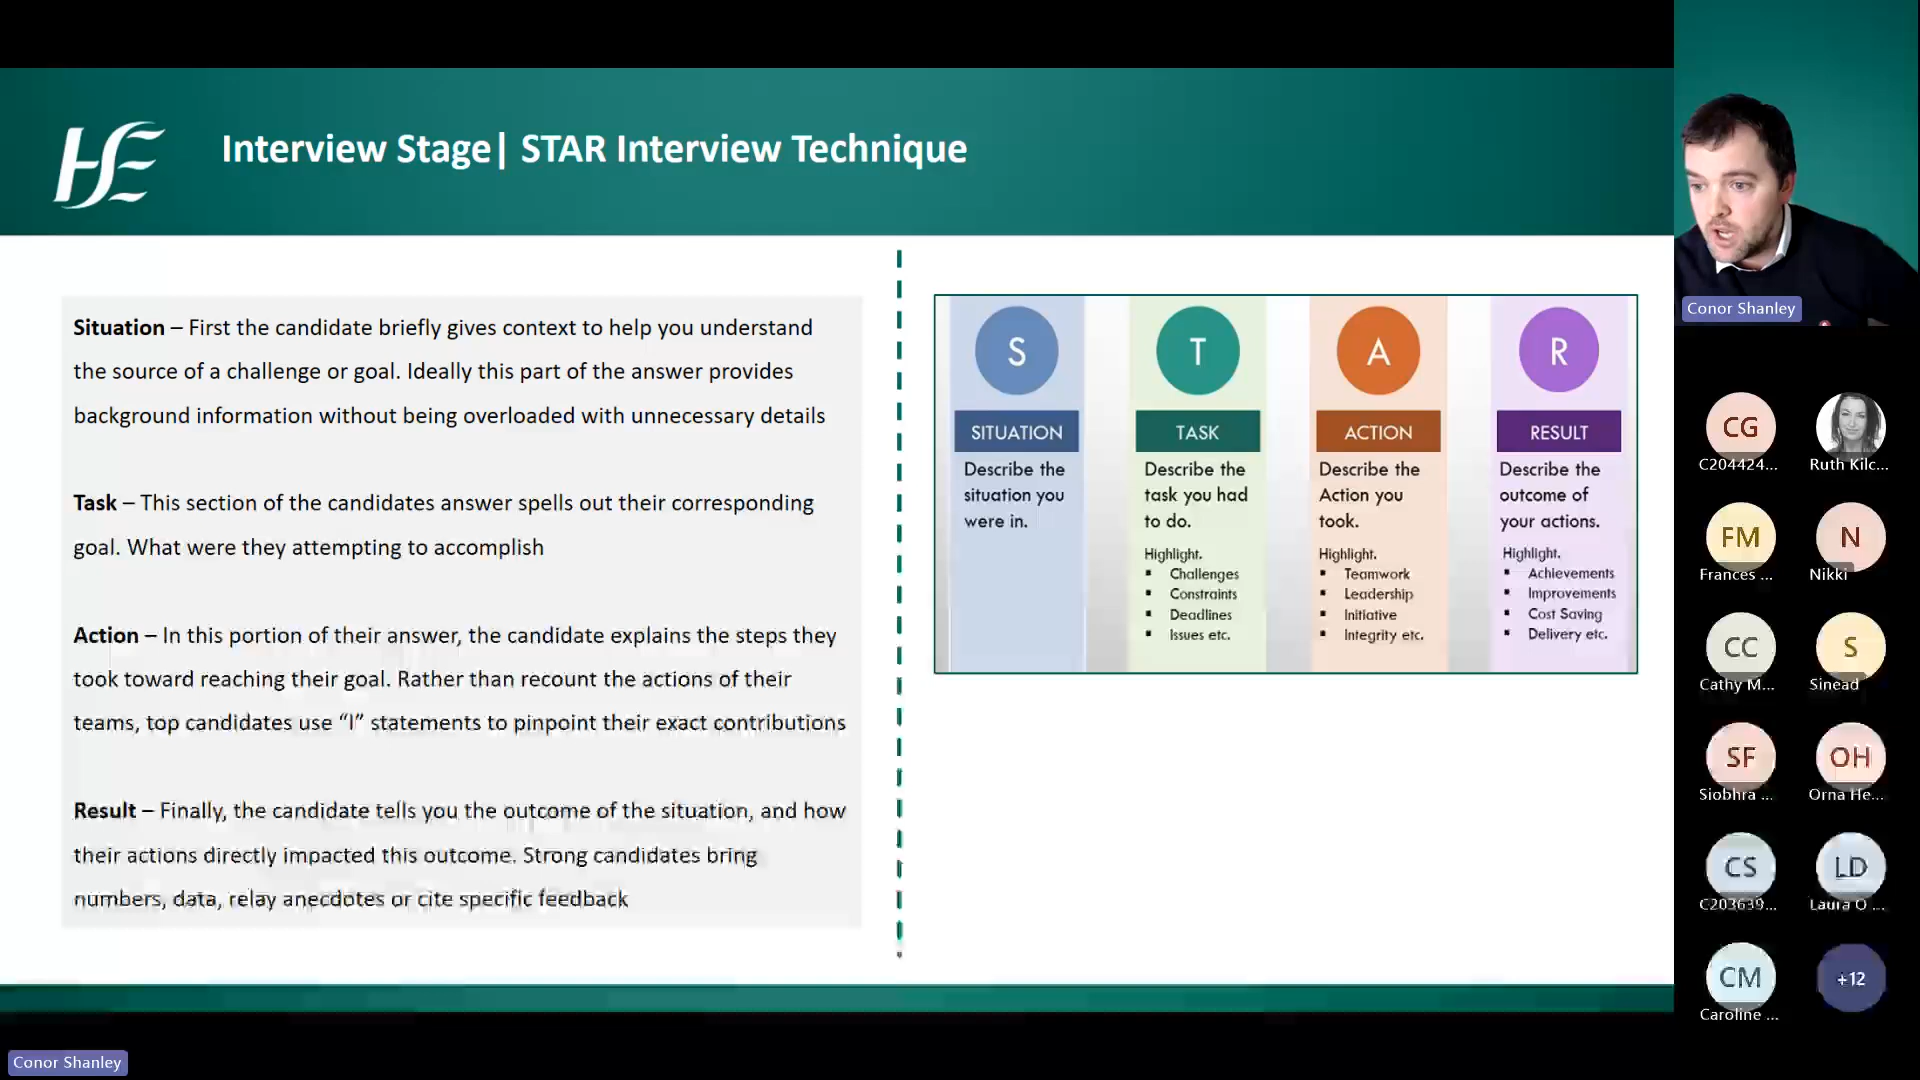 HSE
Interview Stage| STAR Interview Technique
Situation – First the candidate briefly gives context to help you understand
the source of a challenge or goal. Ideally this part of the answer provides
background information without being overloaded with unnecessary details
Task – This section of the candidates answer spells out their corresponding
goal. What were they attempting to accomplish
Action – In this portion of their answer, the candidate explains the steps they
took toward reaching their goal. Rather than recount the actions of their
teams, top candidates use “I” statements to pinpoint their exact contributions
Result – Finally, the candidate tells you the outcome of the situation, and how
their actions directly impacted this outcome. Strong candidates bring
numbers, data, relay anecdotes or cite specific feedback
S
SITUATION
Describe the
situation you
were in.
T
TASK
Describe the
task you had
to do.
Highlight.
▪ Challenges
▪ Constraints
▪ Deadlines
▪ Issues etc.
A
ACTION
Describe the
Action you
took.
Highlight.
▪ Teamwork
▪ Leadership
▪ Initiative
▪ Integrity etc.
R
RESULT
Describe the
outcome of
your actions.
Highlight.
▪ Achievements
▪ Improvements
▪ Cost Saving
▪ Delivery etc.
Conor Shanley
CG
C204424...
Ruth Kilc...
FM
Frances ...
N
Nikki
CC
Cathy M...
S
Sinead
SF
Siobhra ...
OH
Orna He...
CS
C203639...
LD
Laura O ...
CM
Caroline ...
+12
Conor Shanley